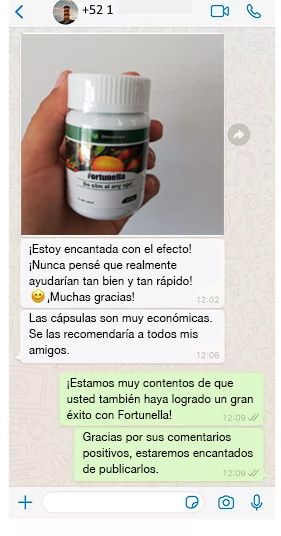 +52 1
Fortunella
Be slim at any age!
¡Estoy encantada con el efecto!
¡Nunca pensé que realmente
ayudarían tan bien y tan rápido!
😊,¡Muchas gracias!
12:02
Las cápsulas son muy económicas.
Se las recomendaría a todos mis
amigos.
12:06
¡Estamos muy contentos de que
usted también haya logrado un gran
éxito con Fortunella!
12:09
Gracias por sus comentarios
positivos, estaremos encantados
de publicarlos.
12:09